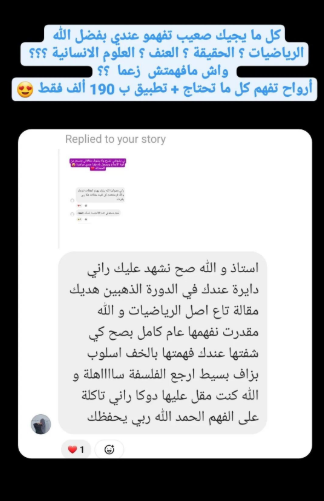 كل ما يجيك صعيب تفهمو عندي بفضل الله
الرياضيات ؟ الحقيقة ؟ العنف ؟ العلوم الانسانية ؟؟؟
واش مافهمتش زعما ؟؟
أرواح تفهم كل ما تحتاج + تطبيق ب 190 ألف فقط 😍
Replied to your story
استاذ و الله صح نشهد عليك راني
دايرة عندك في الدورة الذهبين هديك
مقالة تاع اصل الرياضيات و الله
مقدرت نفهمها عام كامل بصح كي
شفتها عندك فهمتها بالخف اسلوب
بزاف بسيط ارجع الفلسفة سااااهلة و
الله كنت مقل عليها دوكا راني تاكلة
على الفهم الحمد الله ربي يحفظك
❤️ 1